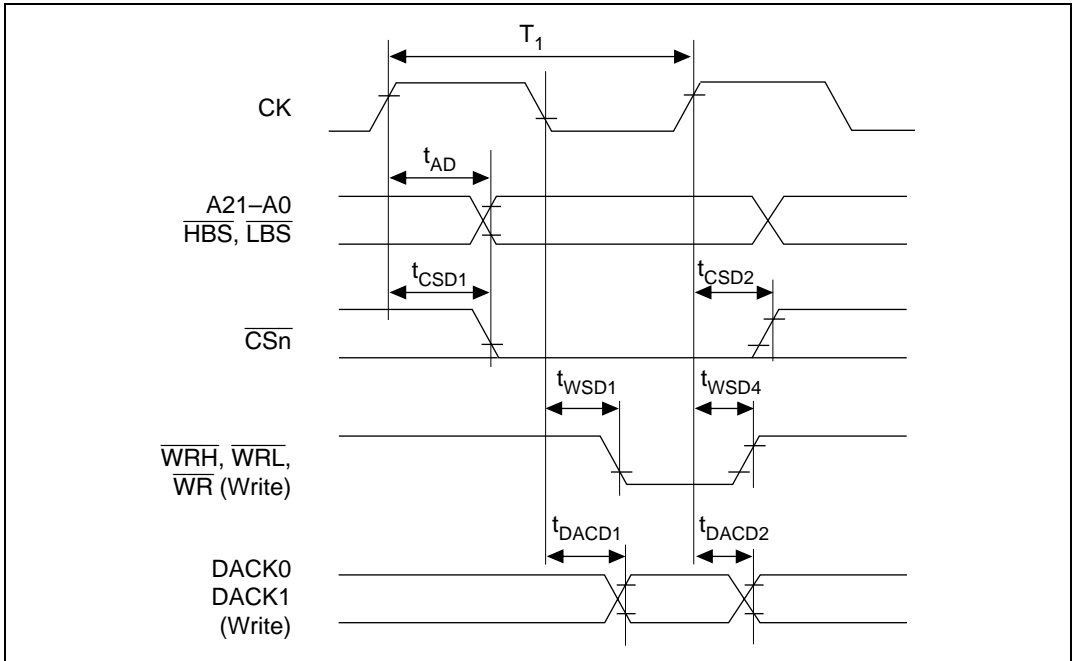 T1
CK
tAD
A21–A0
HBS, LBS
tCSD1
tCSD2
CSn
tWSD1
tWSD4
WRH, WRL,
WR (Write)
tDACD1
tDACD2
DACK0
DACK1
(Write)